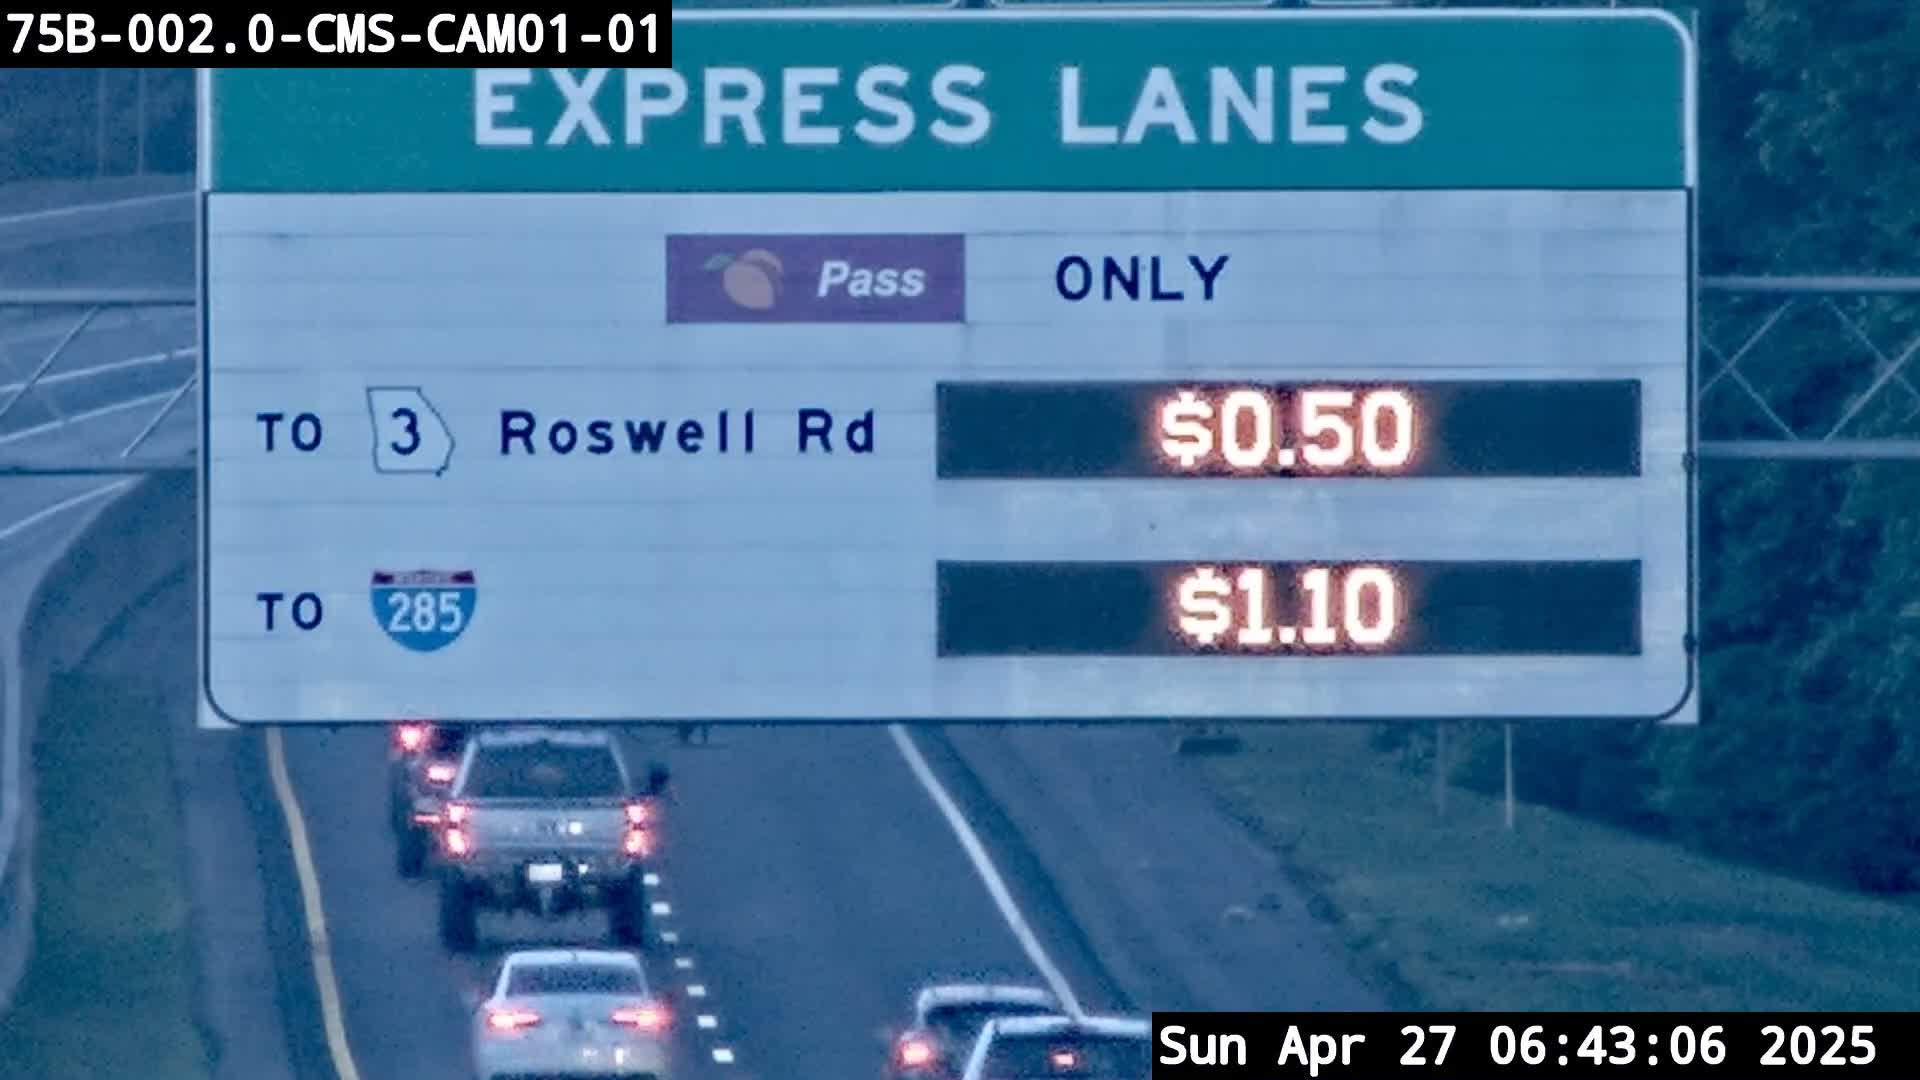 75B-002.0-CMS-CAM01-01
EXPRESS LANES
Pass ONLY
TO 3 Roswell Rd $0.50
TO 285 $1.10
Sun Apr 27 06:43:06 2025